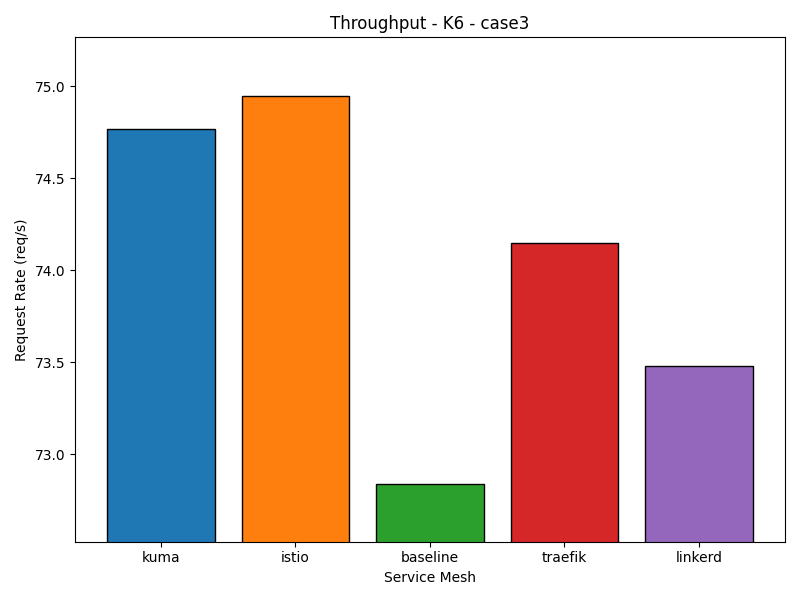 Throughput - K6 - case3
Request Rate (req/s)
75.0
74.5
74.0
73.5
73.0
kuma
istio
baseline
traefik
linkerd
Service Mesh